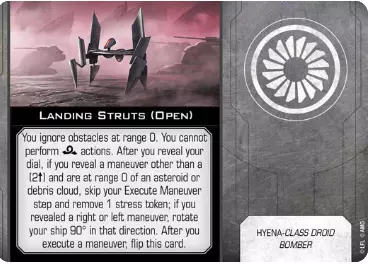 LANDING STRUTS (OPEN)
You ignore obstacles at range 0. You cannot
perform actions. After you reveal your
dial, if you reveal a maneuver other than a
(2) and are at range 0 of an asteroid or
debris cloud, skip your Execute Maneuver
step and remove 1 stress token; if you
revealed a right or left maneuver, rotate
your ship 90° in that direction. After you
execute a maneuver, flip this card.
HYENA-CLASS DROID
BOMBER
© LFL © AMG